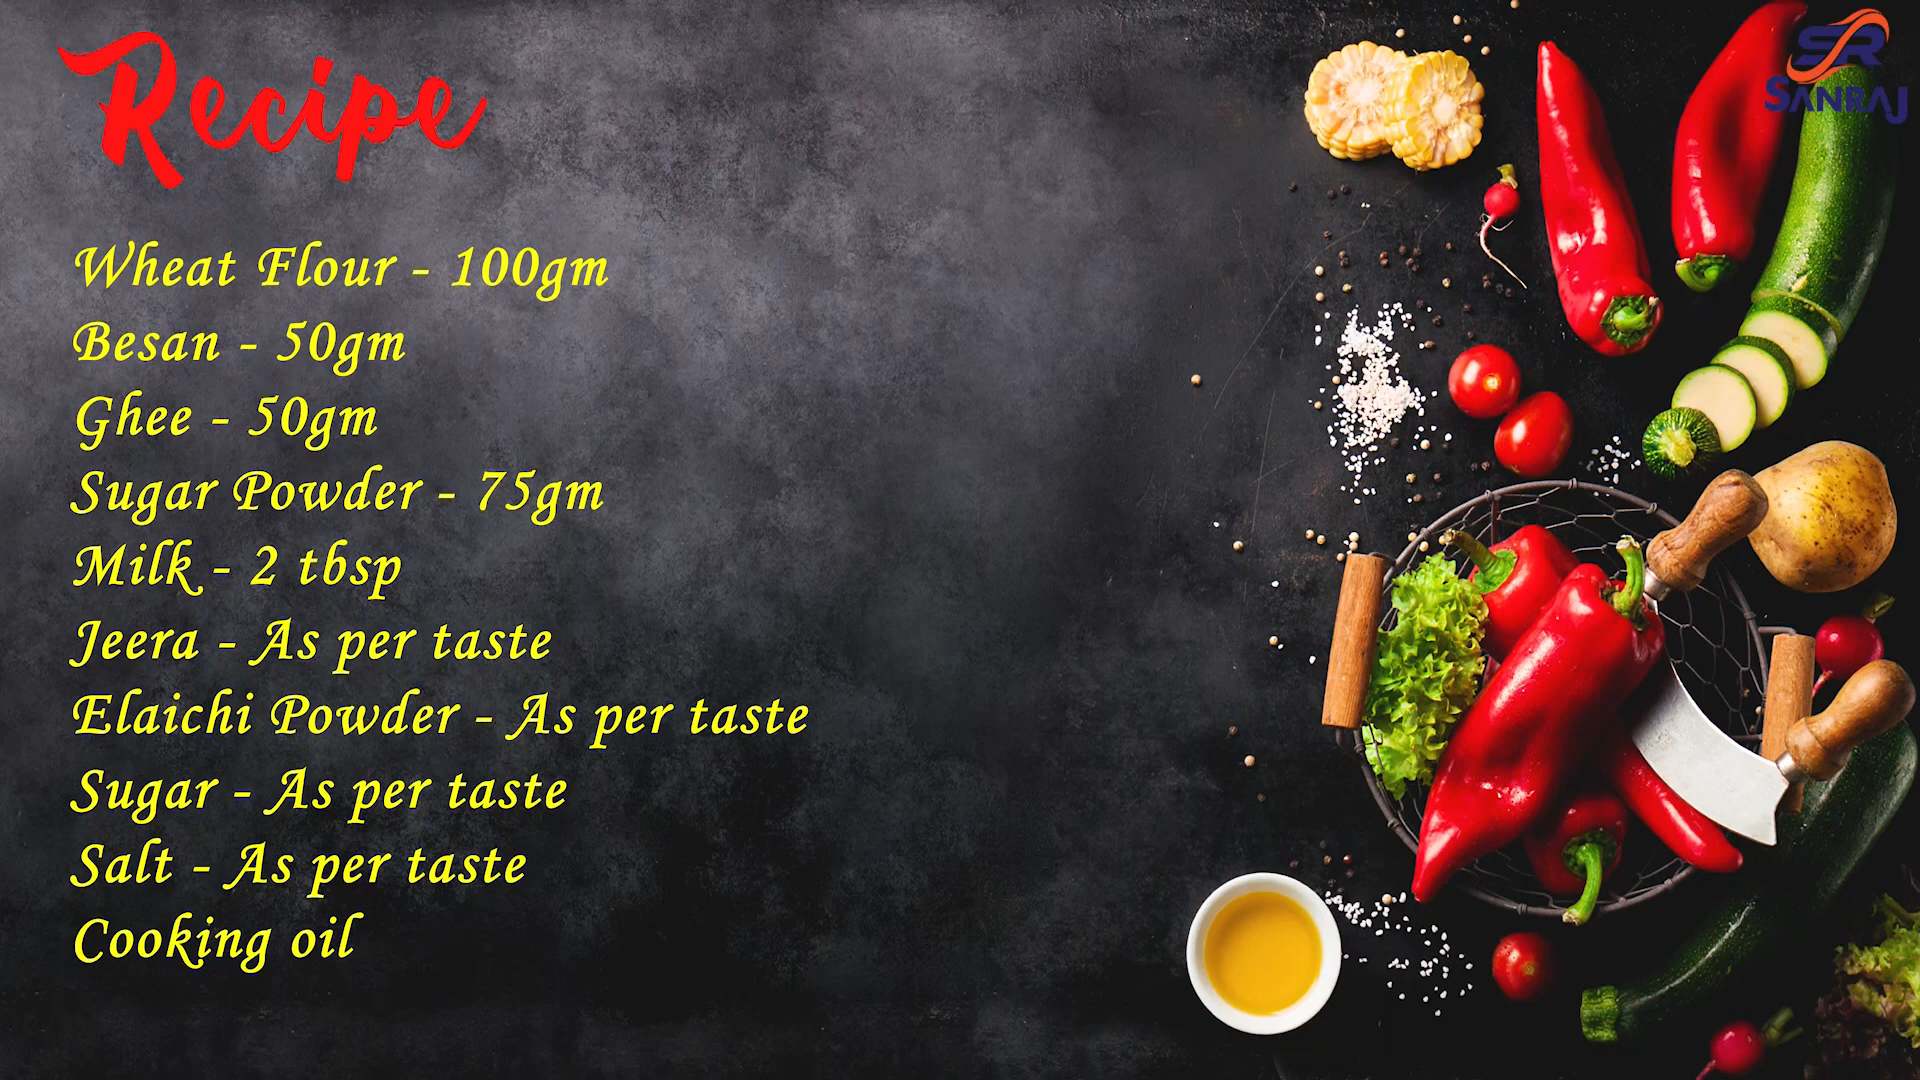 Recipe
SR
SANRAJ
Wheat Flour - 100gm
Besan - 50gm
Ghee - 50gm
Sugar Powder - 75gm
Milk - 2 tbsp
Jeera - As per taste
Elaichi Powder - As per taste
Sugar - As per taste
Salt - As per taste
Cooking oil